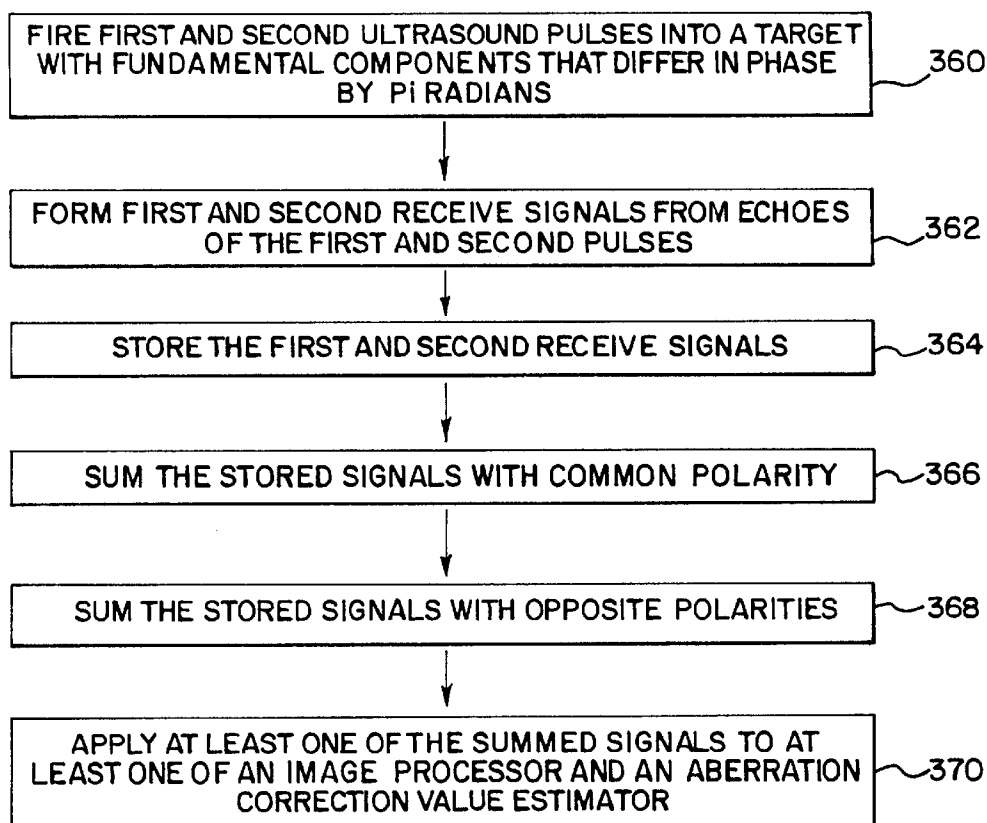 FIRE FIRST AND SECOND ULTRASOUND PULSES INTO A TARGET
WITH FUNDAMENTAL COMPONENTS THAT DIFFER IN PHASE
BY Pi RADIANS
360
FORM FIRST AND SECOND RECEIVE SIGNALS FROM ECHOES
OF THE FIRST AND SECOND PULSES
362
STORE THE FIRST AND SECOND RECEIVE SIGNALS
364
SUM THE STORED SIGNALS WITH COMMON POLARITY
366
SUM THE STORED SIGNALS WITH OPPOSITE POLARITIES
368
APPLY AT LEAST ONE OF THE SUMMED SIGNALS TO AT
LEAST ONE OF AN IMAGE PROCESSOR AND AN ABERRATION
CORRECTION VALUE ESTIMATOR
370